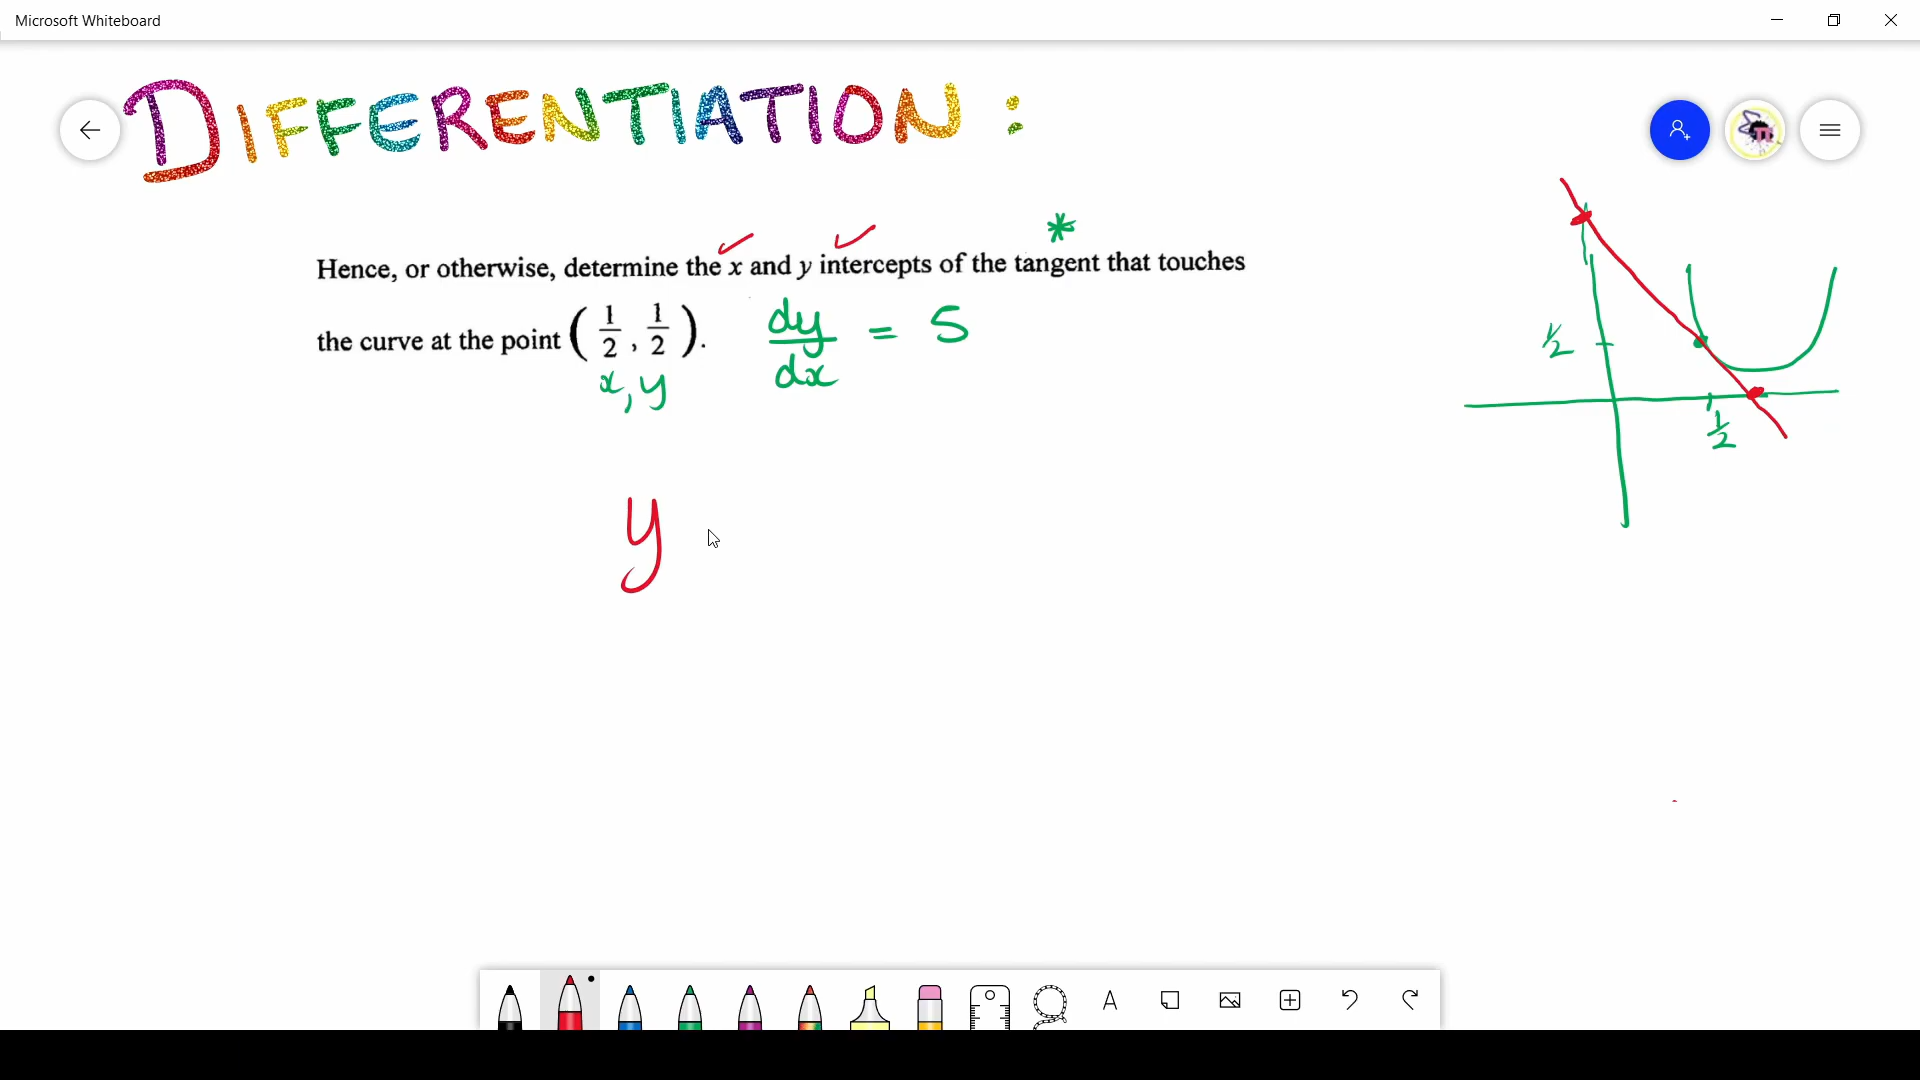 Microsoft Whiteboard
DIFFERENTIATION :
Hence, or otherwise, determine the x and y intercepts of the tangent that touches
the curve at the point (1/2, 1/2).
dy/dx = 5
x, y
y
1/2
1/2
A